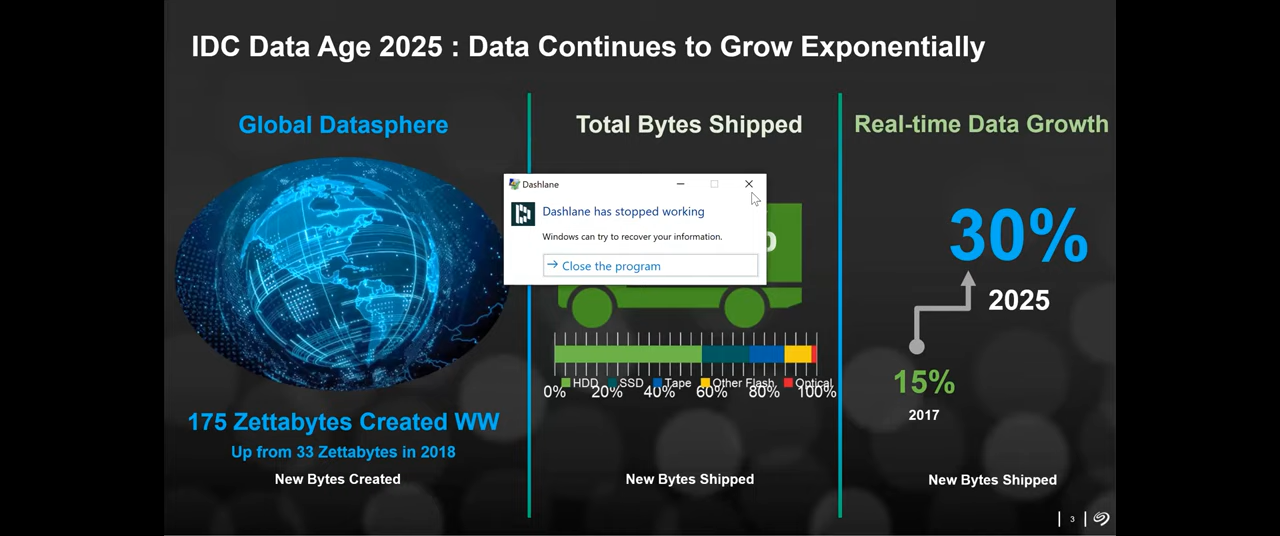 IDC Data Age 2025 : Data Continues to Grow Exponentially
Global Datasphere
175 Zettabytes Created WW
Up from 33 Zettabytes in 2018
New Bytes Created
Total Bytes Shipped
Dashlane
Dashlane has stopped working
Windows can try to recover your information.
Close the program
HDD SSD Tape Other Flash Optical
0% 20% 40% 60% 80% 100%
New Bytes Shipped
Real-time Data Growth
30%
2025
15%
2017
New Bytes Shipped
3